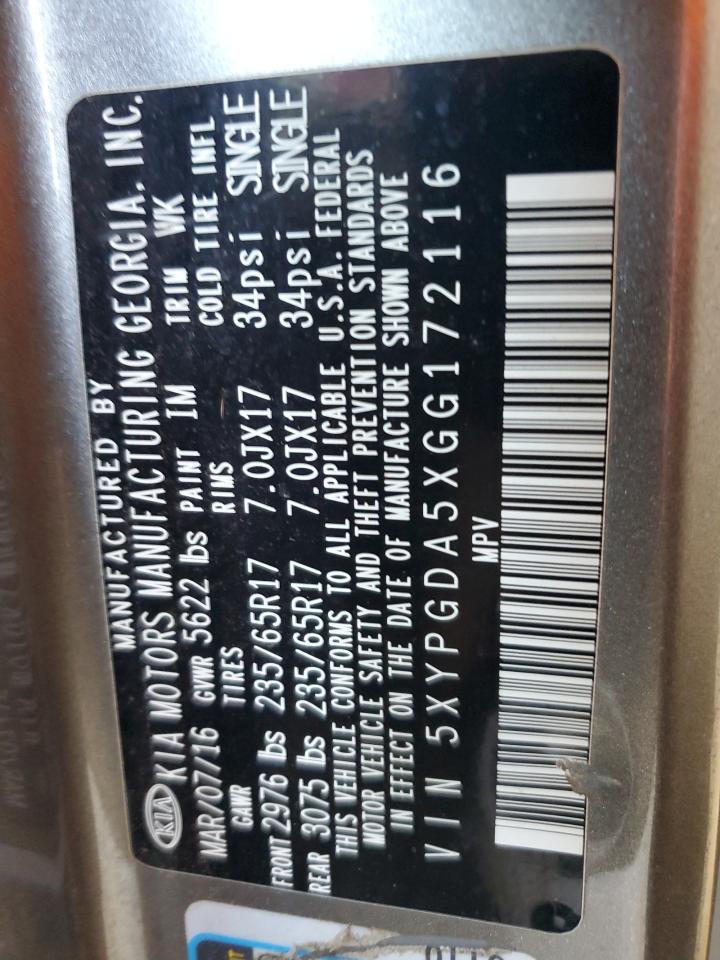 MANUFACTURED BY
KIA KIA MOTORS MANUFACTURING GEORGIA, INC.
MAR/07/16 GVWR 5622 lbs PAINT IM TRIM WK
GAWR TIRES RIMS COLD TIRE INFL
FRONT 2976 lbs 235/65R17 7.0JX17 34psi SINGLE
REAR 3075 lbs 235/65R17 7.0JX17 34psi SINGLE
THIS VEHICLE CONFORMS TO ALL APPLICABLE U.S.A. FEDERAL
MOTOR VEHICLE SAFETY AND THEFT PREVENTION STANDARDS
IN EFFECT ON THE DATE OF MANUFACTURE SHOWN ABOVE
VIN 5XYPGDA5XGG172116
MPV